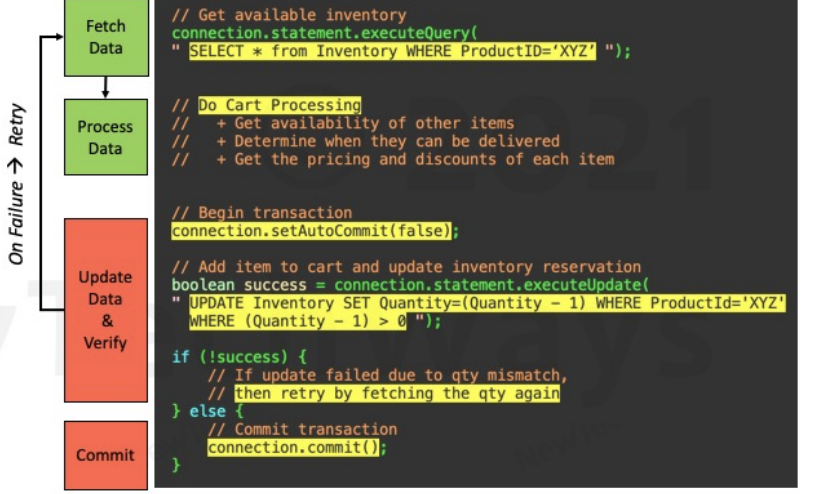 Fetch
Data
Process
Data
On Failure → Retry
Update
Data
&
Verify
Commit
// Get available inventory
connection.statement.executeQuery(
" SELECT * from Inventory WHERE ProductID=‘XYZ’ ");
// Do Cart Processing
//   + Get availability of other items
//   + Determine when they can be delivered
//   + Get the pricing and discounts of each item
// Begin transaction
connection.setAutoCommit(false);
// Add item to cart and update inventory reservation
boolean success = connection.statement.executeUpdate(
" UPDATE Inventory SET Quantity=(Quantity - 1) WHERE ProductId='XYZ'
WHERE (Quantity - 1) > 0 ");
if (!success) {
// If update failed due to qty mismatch,
// then retry by fetching the qty again
} else {
// Commit transaction
connection.commit();
}